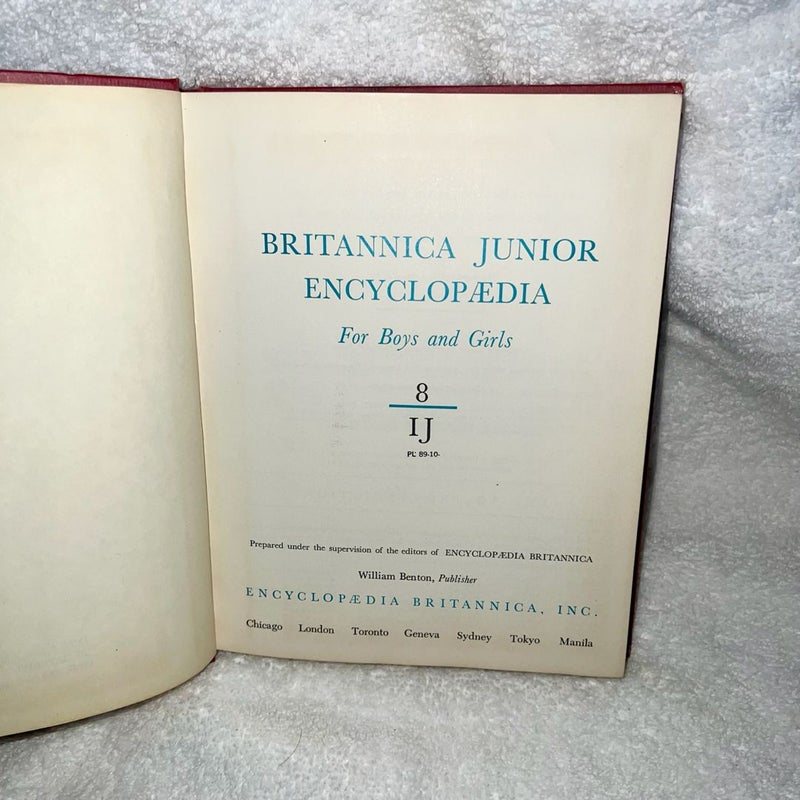 BRITANNICA JUNIOR
ENCYCLOPÆDIA
For Boys and Girls
8
IJ
PL' 89-10-
Prepared under the supervision of the editors of ENCYCLOPÆDIA BRITANNICA
William Benton, Publisher
ENCYCLOPÆDIA BRITANNICA, INC.
Chicago London Toronto Geneva Sydney Tokyo Manila